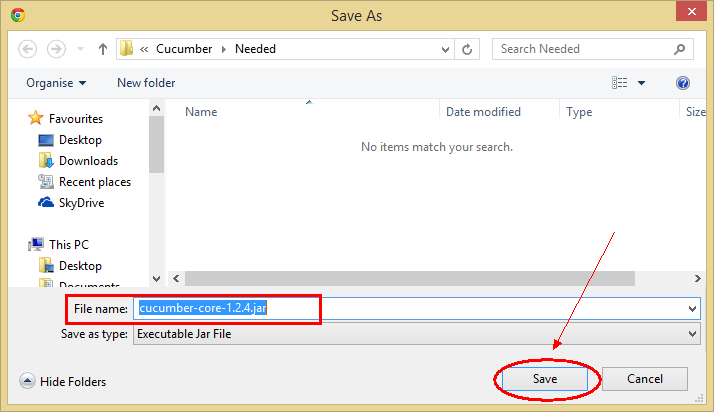 Save As
« Cucumber ▸ Needed
Search Needed
Organise ▾ New folder
Name Date modified Type Size
No items match your search.
Favourites
Desktop
Downloads
Recent places
SkyDrive
This PC
Desktop
Documents
File name: cucumber-core-1.2.4.jar
Save as type: Executable Jar File
Hide Folders Save Cancel